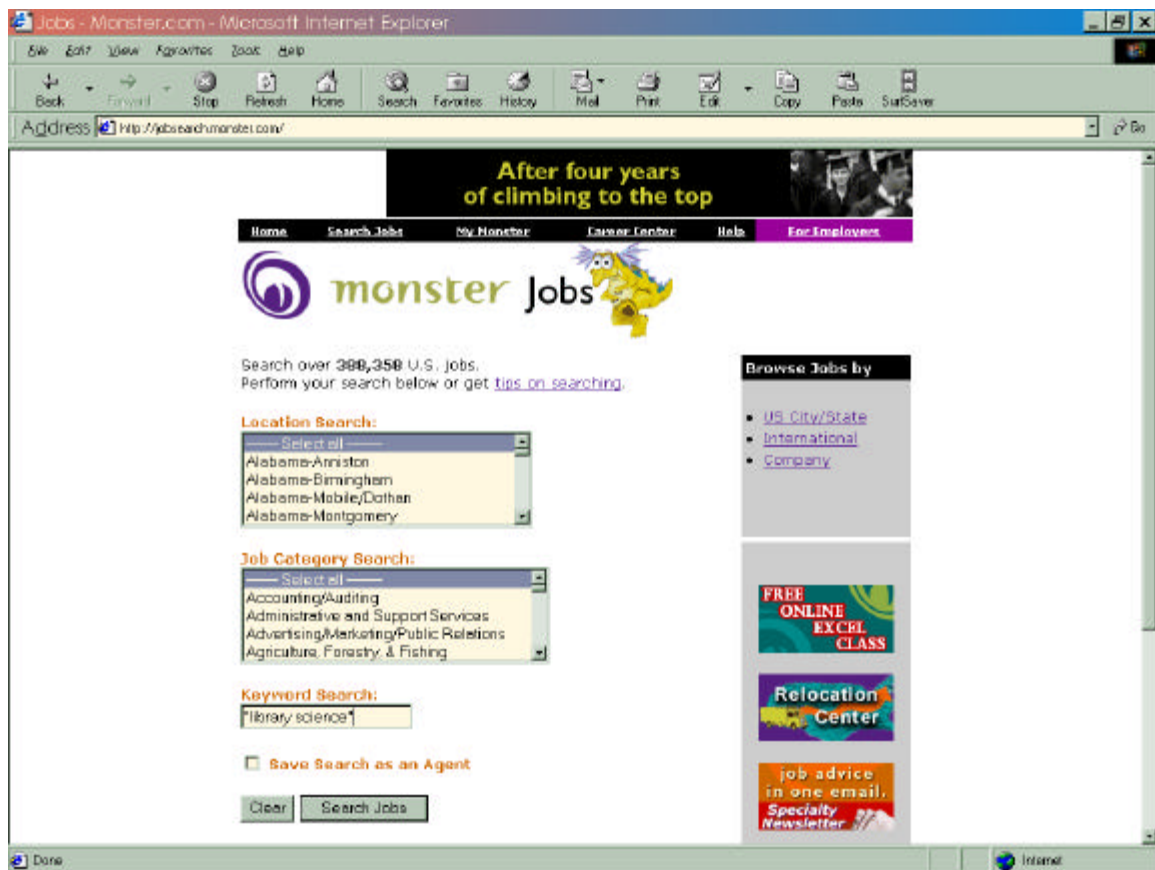 Jobs - Monster.com - Microsoft Internet Explorer
File Edit View Favorites Tools Help
Back Forward Stop Refresh Home Search Favorites History Mail Print Edit Copy Paste SurfSaver
Address http://jobsearch.monster.com/ Go
After four years
of climbing to the top
Home Search Jobs My Monster Career Center Help For Employers
monster Jobs
Search over 388,358 U.S. jobs.
Perform your search below or get tips on searching.
Browse Jobs by
US City/State
International
Company
Location Search:
----- Select all -----
Alabama-Anniston
Alabama-Birmingham
Alabama-Mobile/Dothan
Alabama-Montgomery
Job Category Search:
----- Select all -----
Accounting/Auditing
Administrative and Support Services
Advertising/Marketing/Public Relations
Agriculture, Forestry, & Fishing
Keyword Search:
"library science"
Save Search as an Agent
Clear Search Jobs
FREE
ONLINE
EXCEL
CLASS
Relocation
Center
job advice
in one email.
Specialty
Newsletter
Done Internet